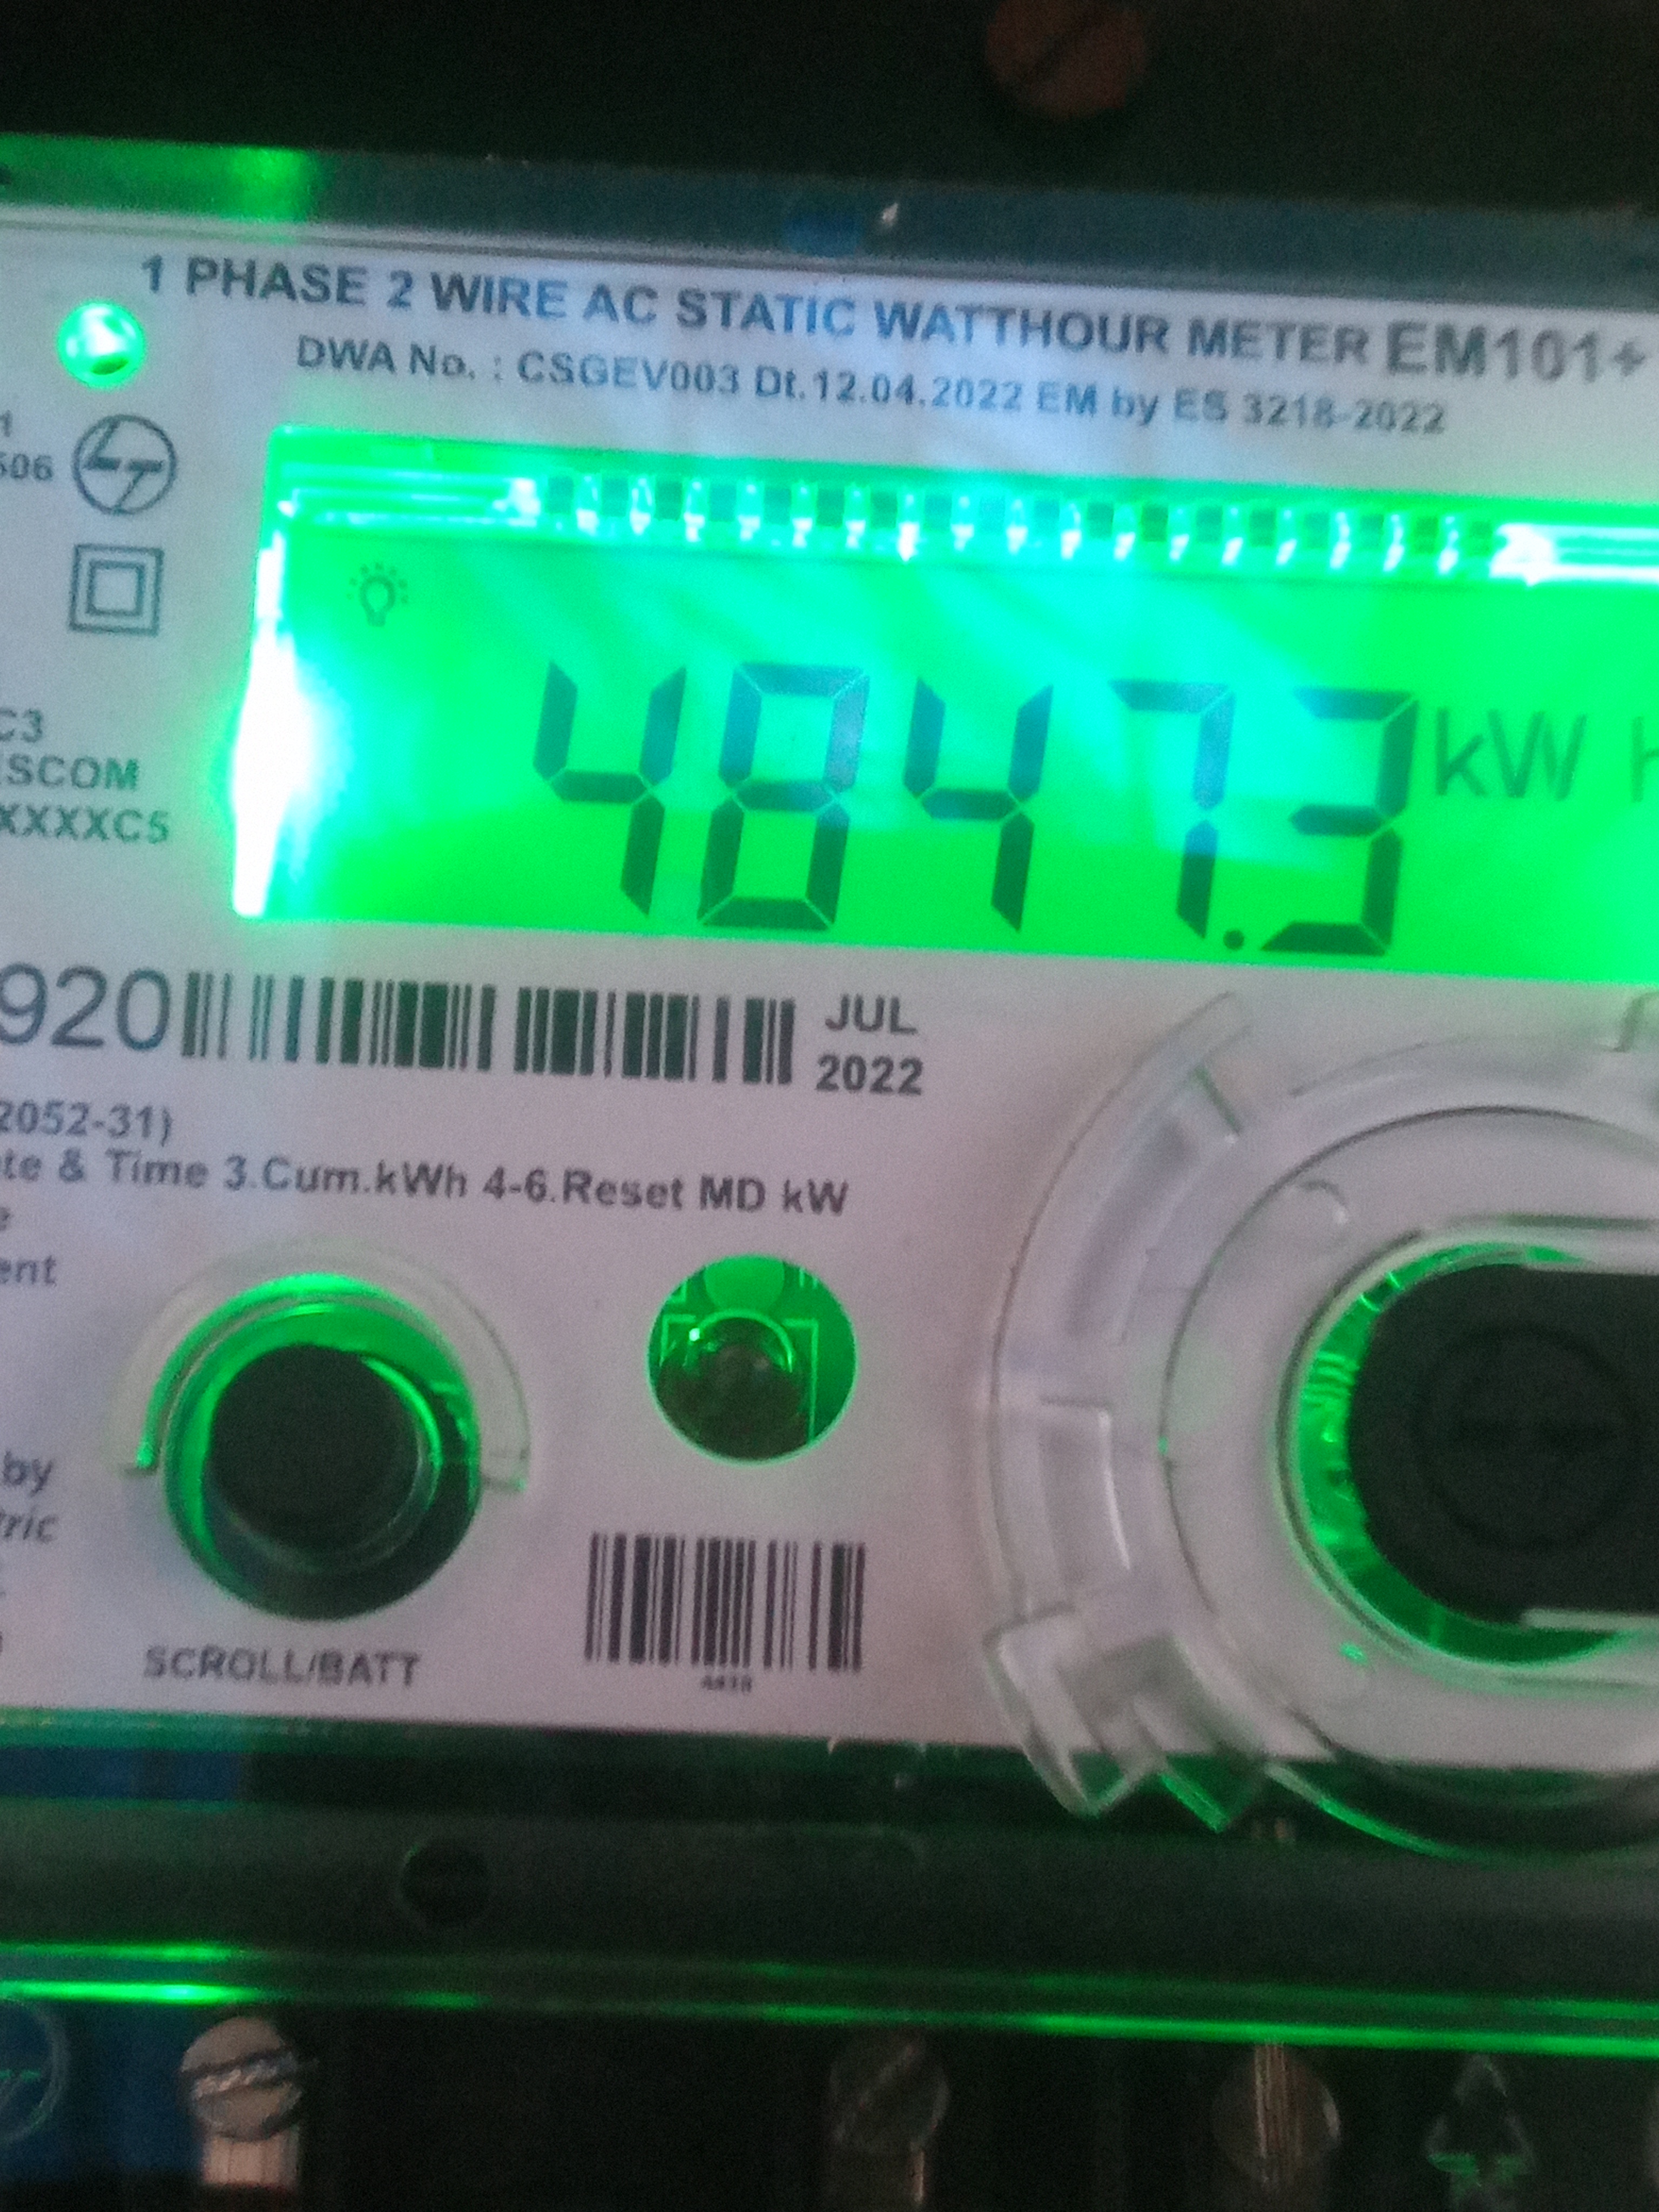 1 PHASE 2 WIRE AC STATIC WATTHOUR METER EM101+
DWA No. : CSGEV003 Dt.12.04.2022 EM by ES 3218-2022
506
4847.3 kW h
C3
SCOM
XXXXC5
920
JUL
2022
2052-31)
te & Time 3.Cum.kWh 4-6.Reset MD kW
ent
by
tric
SCROLL/BATT